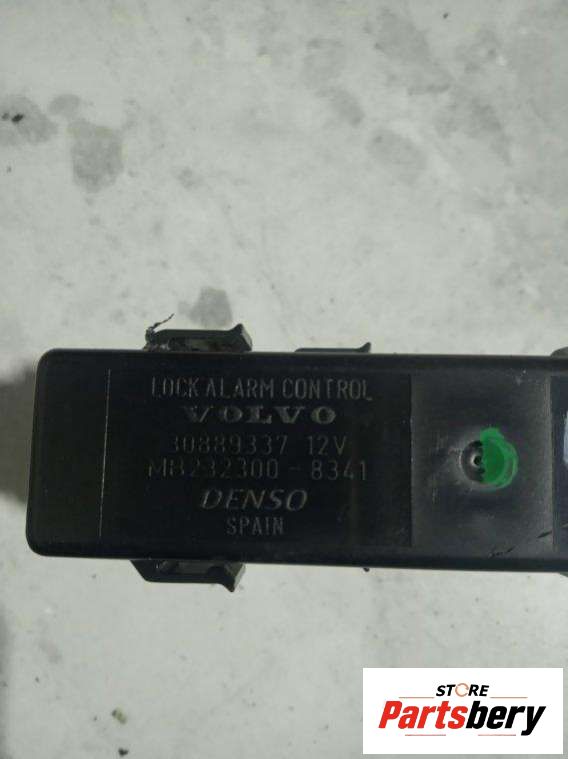 LOCK ALARM CONTROL
VOLVO
30889337 12V
MB232300-8341
DENSO
SPAIN
STORE
Partsbery